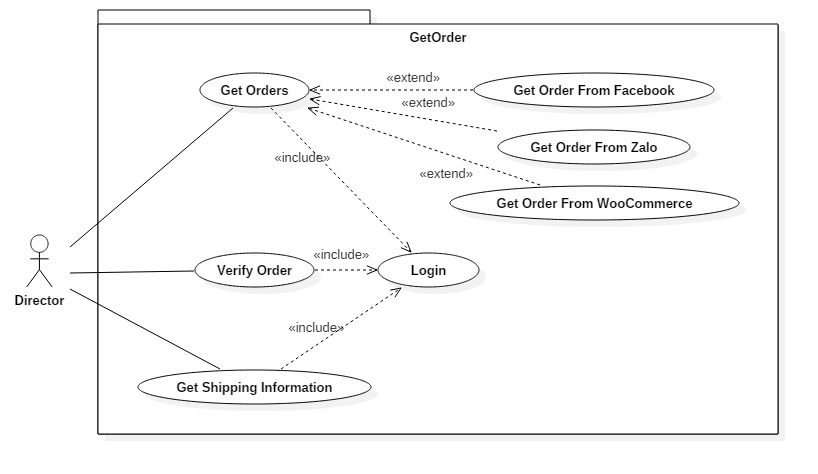 GetOrder
Get Orders
«extend»
Get Order From Facebook
«extend»
Get Order From Zalo
«include»
«extend»
Get Order From WooCommerce
Director
Verify Order
«include»
Login
«include»
Get Shipping Information